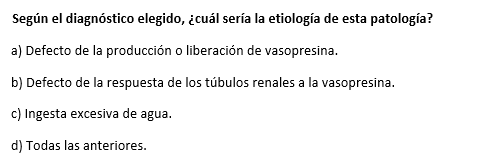 Según el diagnóstico elegido, ¿cuál sería la etiología de esta patología?
a) Defecto de la producción o liberación de vasopresina.
b) Defecto de la respuesta de los túbulos renales a la vasopresina.
c) Ingesta excesiva de agua.
d) Todas las anteriores.